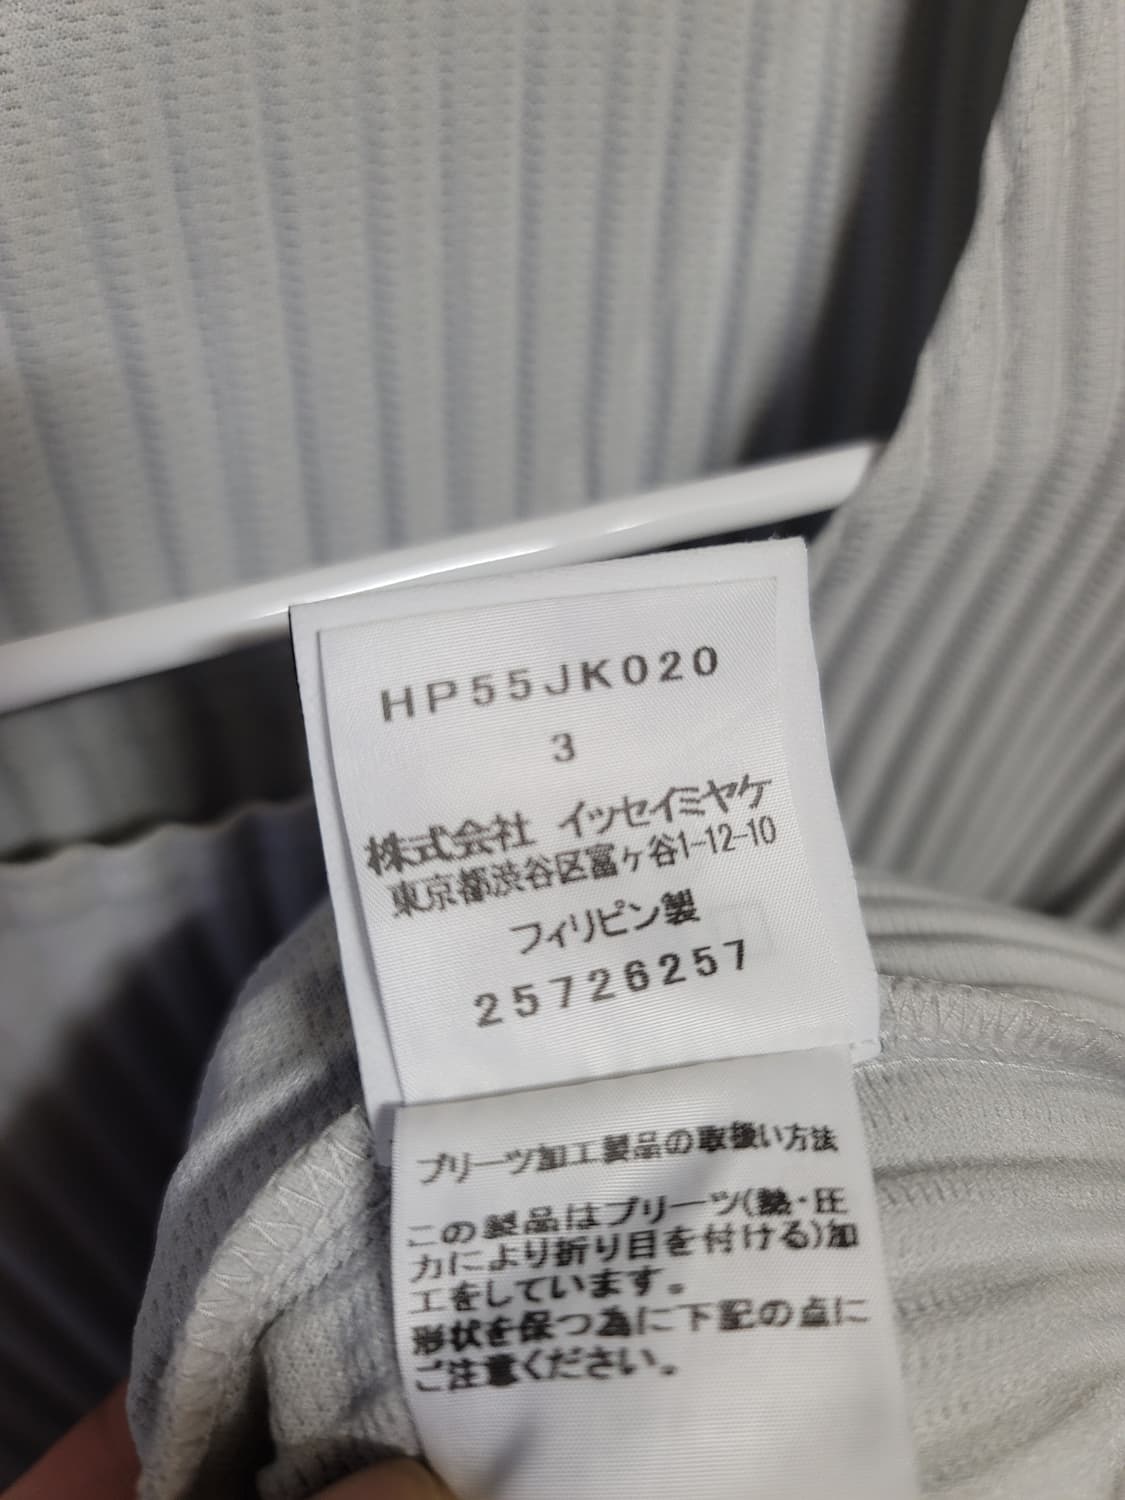 HP55JK020
3
株式会社 イッセイミヤケ
東京都渋谷区富ヶ谷1-12-10
フィリピン製
25726257
プリーツ加工製品の取扱い方法
この製品はプリーツ(熱・圧
力により折り目を付ける)加
工をしています。
形状を保つ為に下記の点に
ご注意ください。